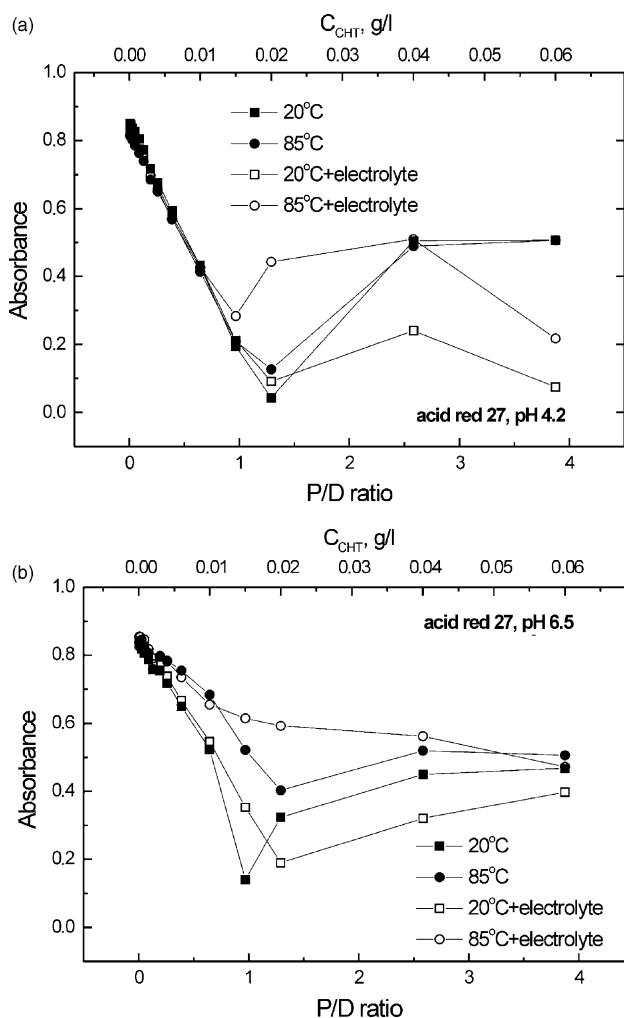 (a)
C_CHT, g/l
0.00 0.01 0.02 0.03 0.04 0.05 0.06
1.0
0.8
0.6
0.4
0.2
0.0
Absorbance
20°C
85°C
20°C+electrolyte
85°C+electrolyte
acid red 27, pH 4.2
0 1 2 3 4
P/D ratio
(b)
C_CHT, g/l
0.00 0.01 0.02 0.03 0.04 0.05 0.06
1.0
0.8
0.6
0.4
0.2
0.0
Absorbance
acid red 27, pH 6.5
20°C
85°C
20°C+electrolyte
85°C+electrolyte
0 1 2 3 4
P/D ratio